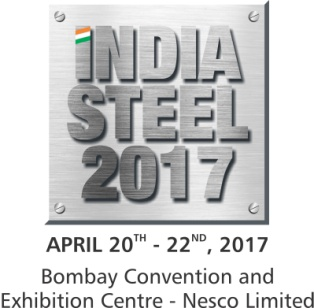 INDIA
STEEL
2017
APRIL 20TH - 22ND, 2017
Bombay Convention and
Exhibition Centre - Nesco Limited